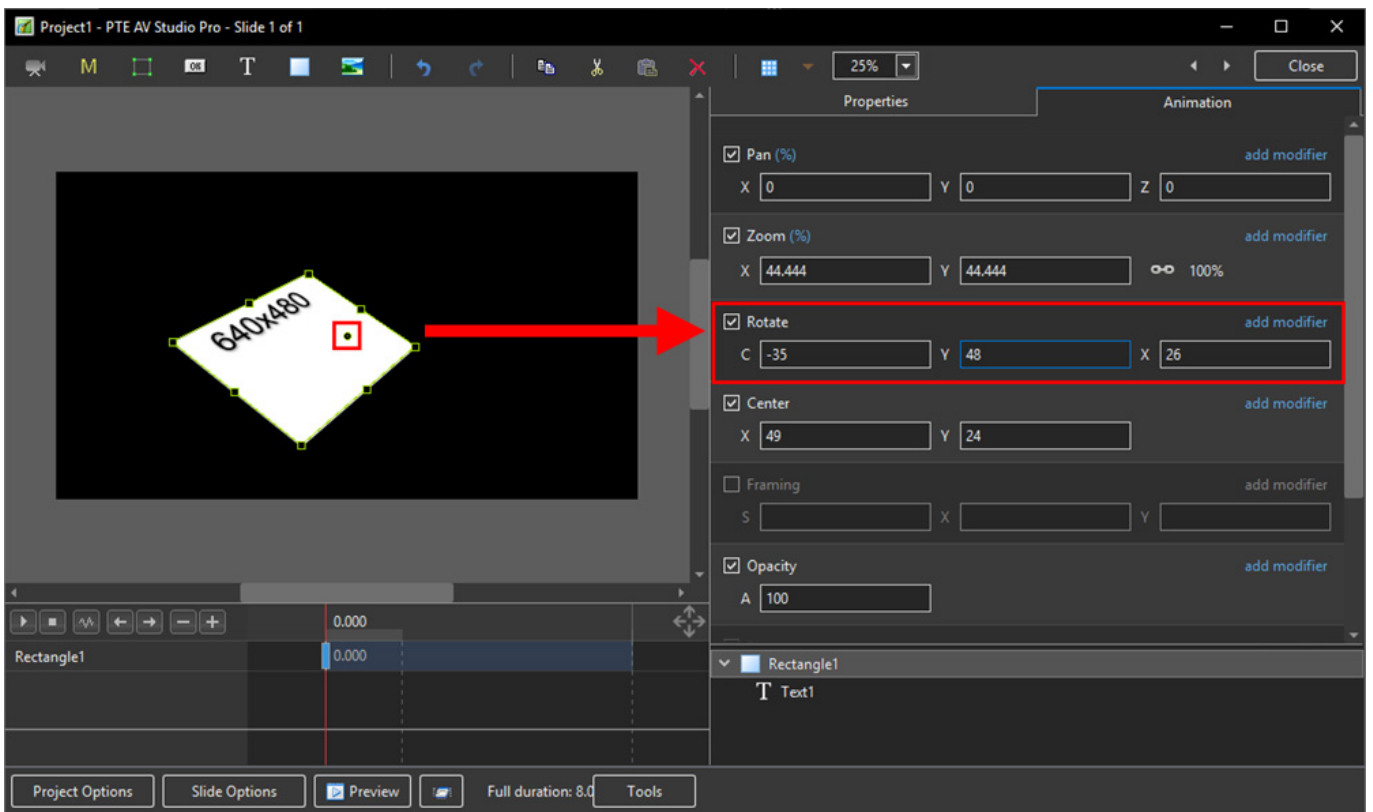 Project1 - PTE AV Studio Pro - Slide 1 of 1
M OK T 25% Close
Properties Animation
Pan (%) add modifier
X 0 Y 0 Z 0
Zoom (%) add modifier
X 44.444 Y 44.444 100%
640x480
Rotate add modifier
C -35 Y 48 X 26
Center add modifier
X 49 Y 24
Framing add modifier
S X Y
Opacity add modifier
A 100
0.000
Rectangle1 0.000
Rectangle1
T Text1
Project Options Slide Options Preview Full duration: 8.0 Tools